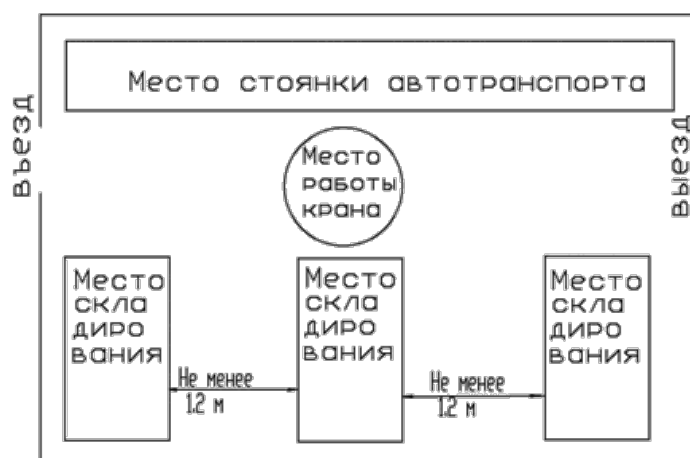 Место стоянки автотранспорта
въезд
выезд
Место
работы
крана
Место
скла
диро
вания
Место
скла
диро
вания
Место
скла
диро
вания
Не менее
1.2 м
Не менее
1.2 м